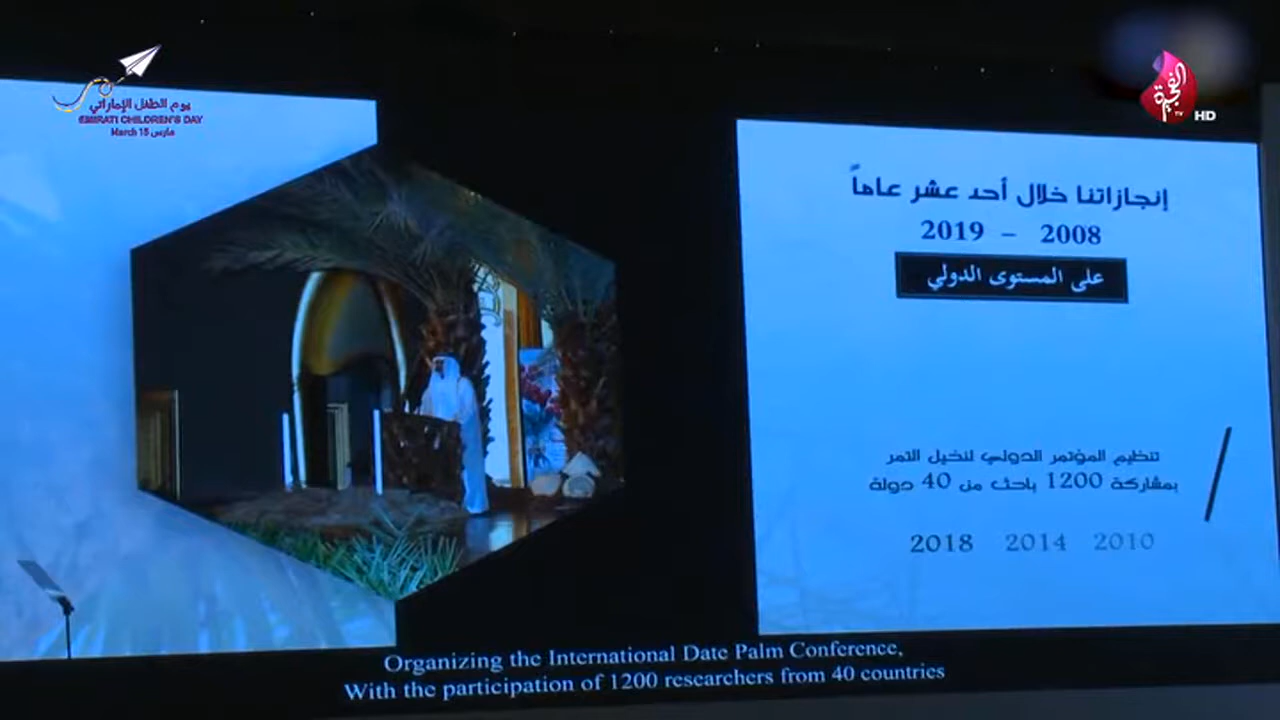 يوم الطفل الإماراتي
EMIRATI CHILDREN'S DAY
March 15 مارس
الفجيرة
TV
HD
إنجازاتنا خلال أحد عشر عاماً
2008 - 2019
على المستوى الدولي
تنظيم المؤتمر الدولي لنخيل التمر
بمشاركة 1200 باحث من 40 دولة
2010 2014 2018
Organizing the International Date Palm Conference,
With the participation of 1200 researchers from 40 countries